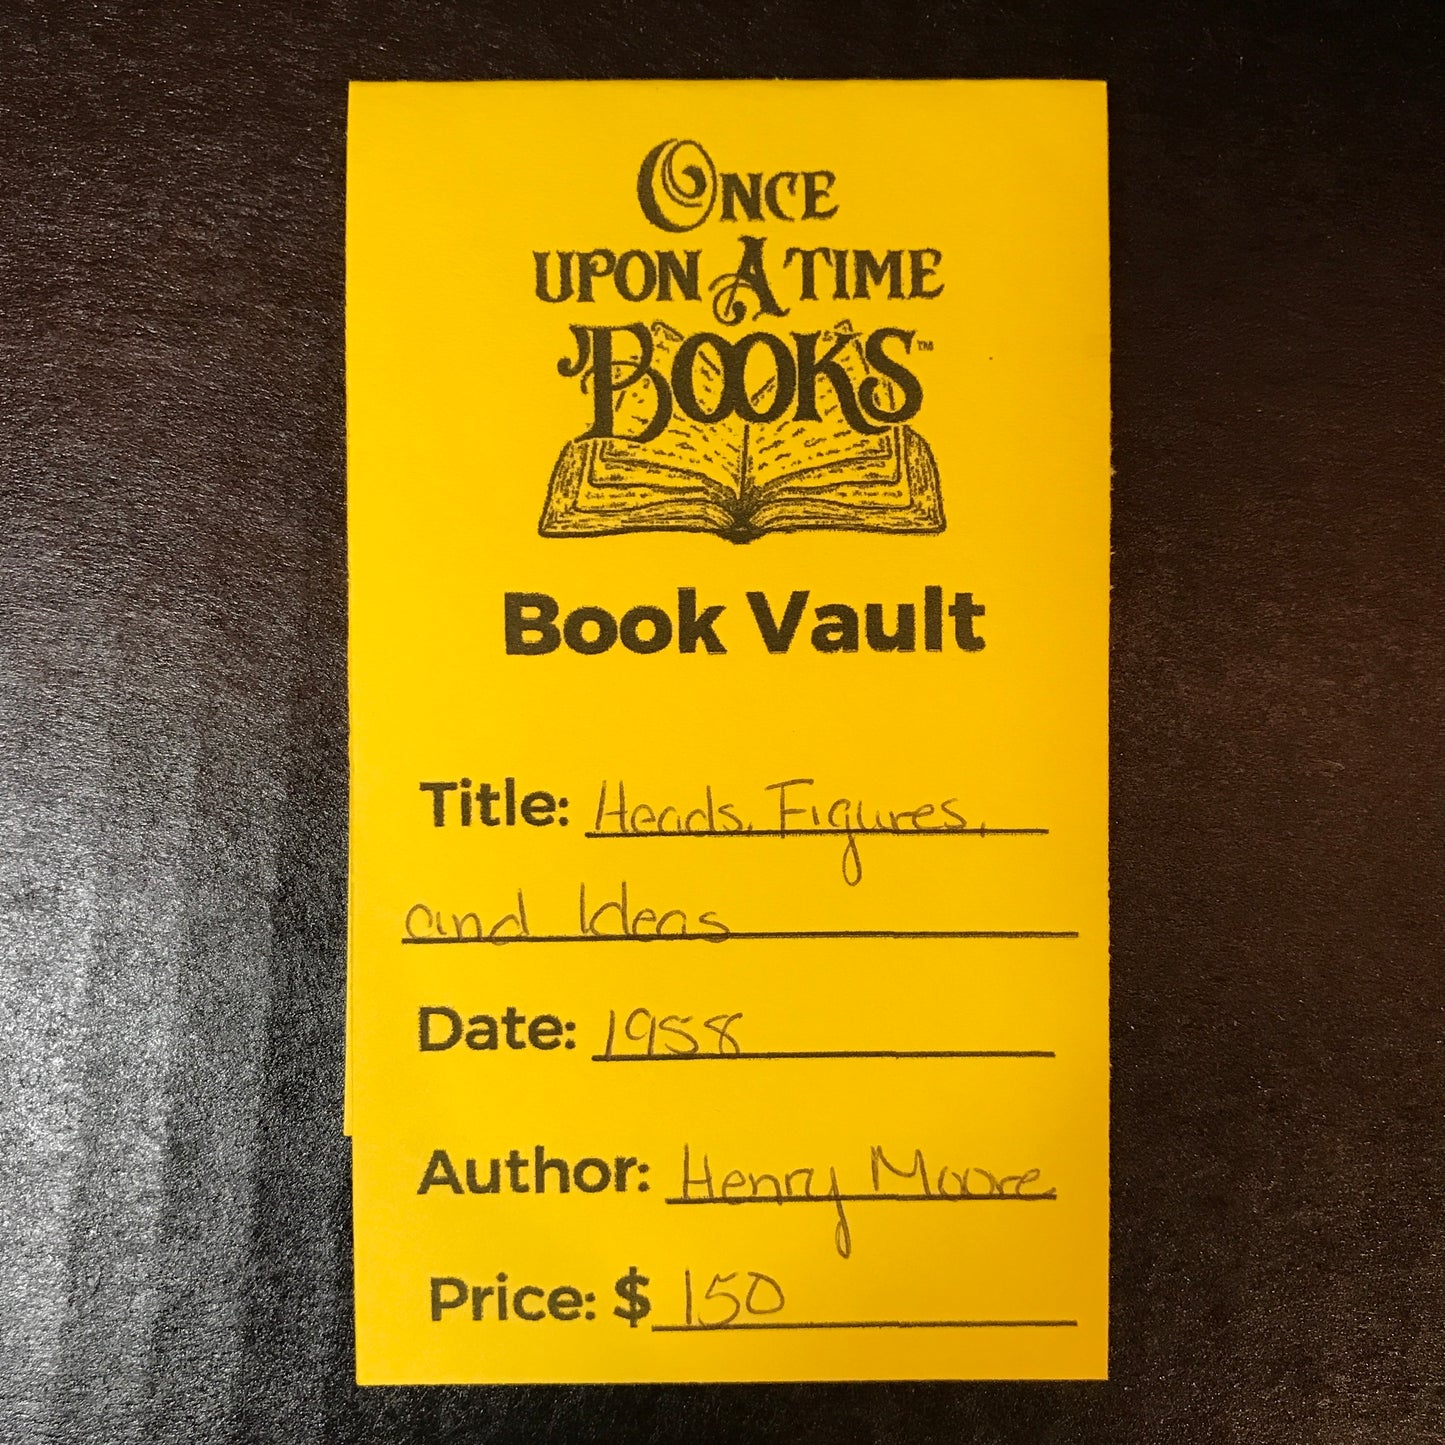 ONCE
UPON A TIME
BOOKS™
Book Vault
Title: Heads, Figures,
and Ideas
Date: 1958
Author: Henry Moore
Price: $ 150